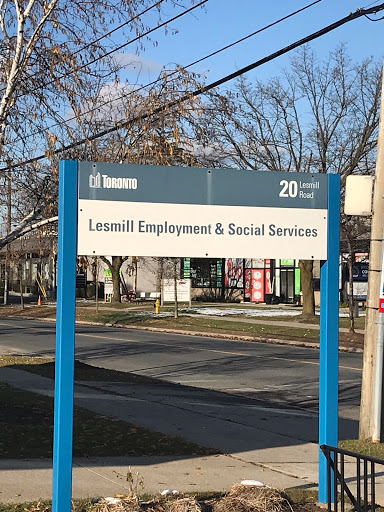 TORONTO
20 Lesmill
Road
Lesmill Employment & Social Services